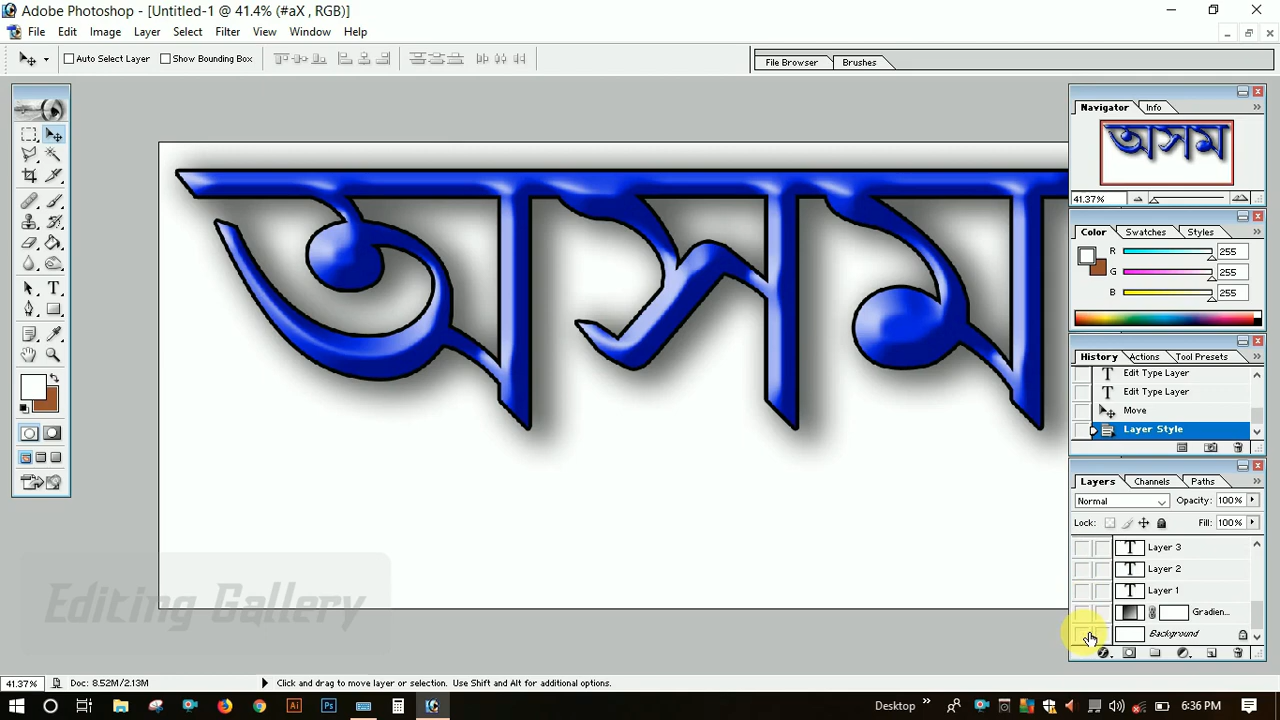 Adobe Photoshop - [Untitled-1 @ 41.4% (#aX , RGB)]
File Edit Image Layer Select Filter View Window Help
Auto Select Layer Show Bounding Box
File Browser Brushes
Navigator Info
অসম
41.37%
Color Swatches Styles
R 255
G 255
B 255
History Actions Tool Presets
Edit Type Layer
Edit Type Layer
Move
Layer Style
Layers Channels Paths
Normal Opacity: 100%
Lock: Fill: 100%
Layer 3
Layer 2
Layer 1
Gradien...
Background
অসম
Editing Gallery
41.37% Doc: 8.52M/2.13M Click and drag to move layer or selection. Use Shift and Alt for additional options.
Desktop 6:36 PM